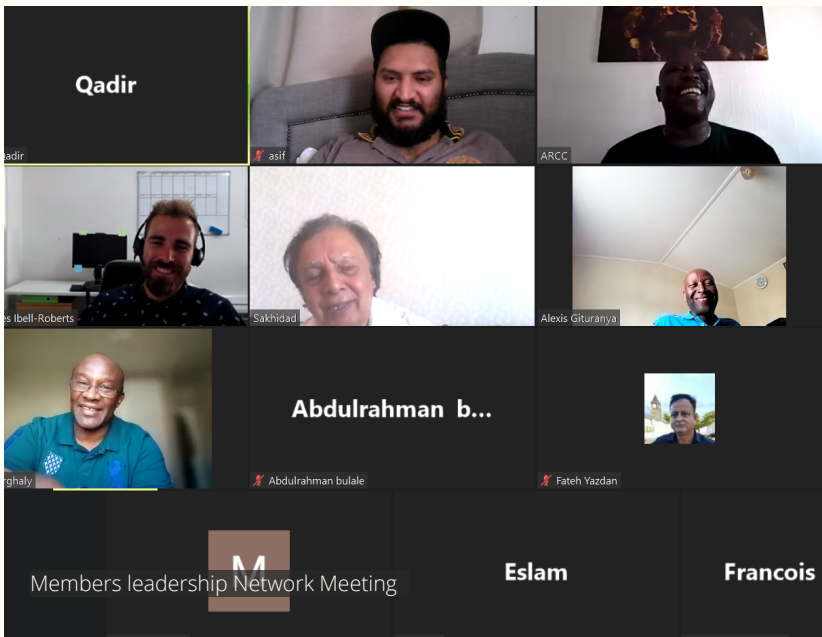 Qadir
adir
asif
ARCC
es Ibell-Roberts
Sakhidad
Alexis Gituranya
rghaly
Abdulrahman b...
Abdulrahman bulale
Fateh Yazdan
M
Members leadership Network Meeting
Eslam
Francois